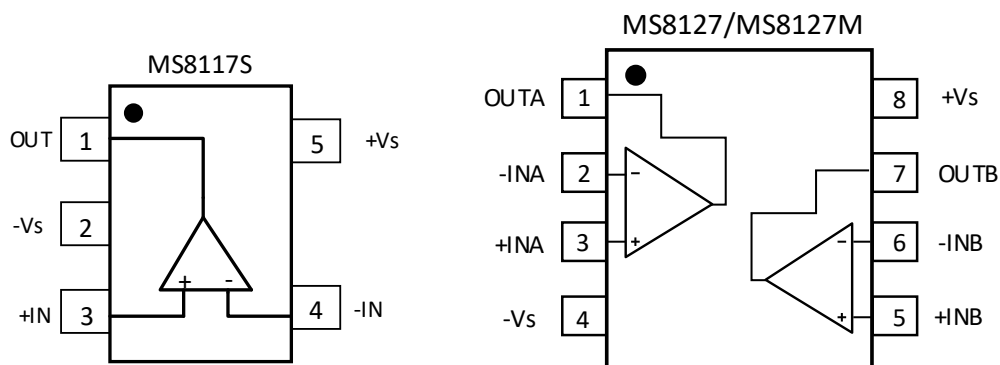 MS8117S
OUT 1
5 +Vs
-Vs 2
+IN 3
4 -IN
+ -
MS8127/MS8127M
OUTA 1
8 +Vs
-INA 2 -
7 OUTB
+INA 3 +
- 6 -INB
-Vs 4
+ 5 +INB